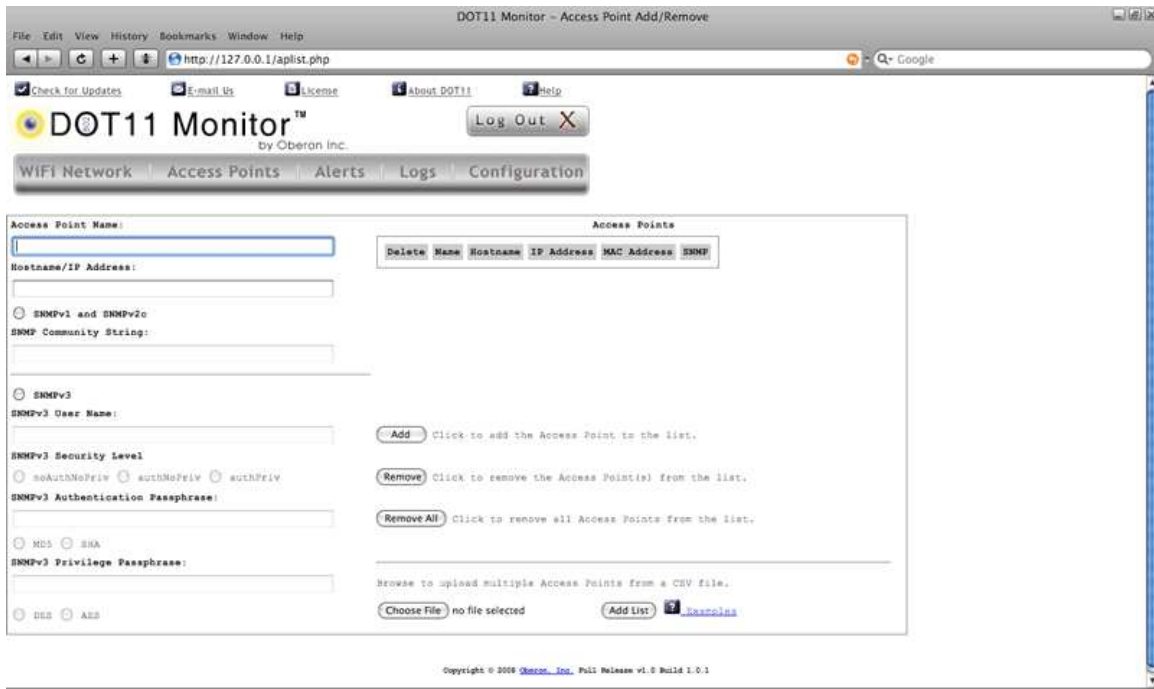 DOT11 Monitor – Access Point Add/Remove
File Edit View History Bookmarks Window Help
http://127.0.0.1/aplist.php
Google
Check for Updates E-mail Us License About DOT11 Help
DOT11 Monitor™
by Oberon Inc.
Log Out X
WiFi Network Access Points Alerts Logs Configuration
Access Point Name:
Hostname/IP Address:
SNMPv1 and SNMPv2c
SNMP Community String:
SNMPv3
SNMPv3 User Name:
SNMPv3 Security Level
noAuthNoPriv authNoPriv authPriv
SNMPv3 Authentication Passphrase:
MD5 SHA
SNMPv3 Privilege Passphrase:
DES AES
Access Points
Delete Name Hostname IP Address MAC Address SNMP
Add Click to add the Access Point to the list.
Remove Click to remove the Access Point(s) from the list.
Remove All Click to remove all Access Points from the list.
Browse to upload multiple Access Points from a CSV file.
Choose File no file selected Add List Examples
Copyright © 2008 Oberon, Inc. Full Release v1.0 Build 1.0.1